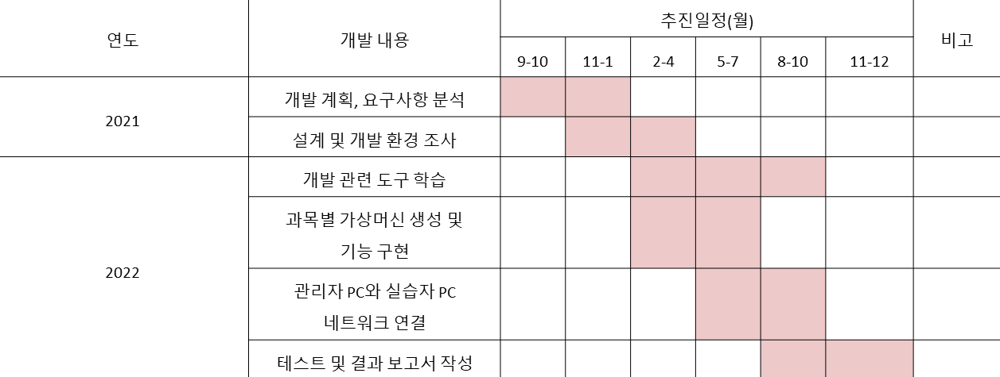 연도
개발 내용
추진일정(월)
비고
9-10
11-1
2-4
5-7
8-10
11-12
2021
개발 계획, 요구사항 분석
설계 및 개발 환경 조사
2022
개발 관련 도구 학습
과목별 가상머신 생성 및
기능 구현
관리자 PC와 실습자 PC
네트워크 연결
테스트 및 결과 보고서 작성